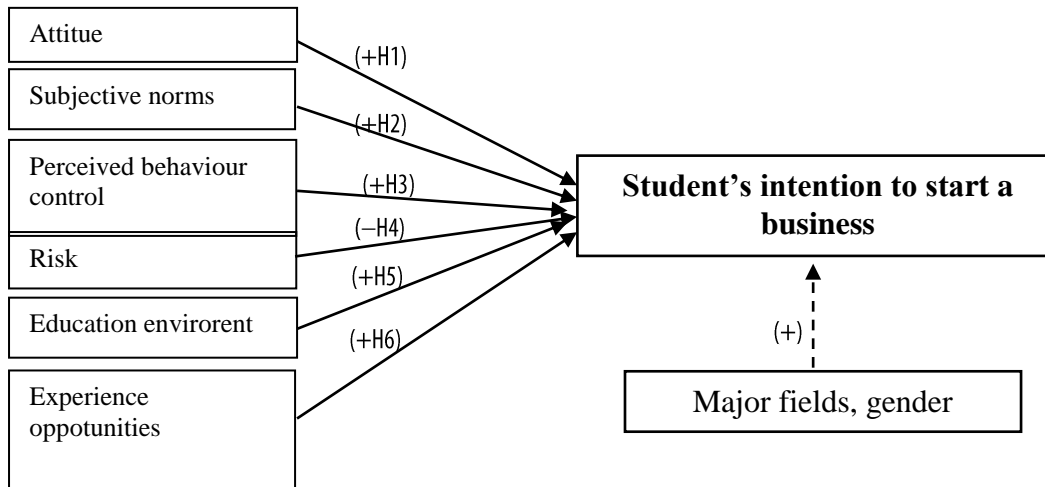 Attitue
(+H1)
Subjective norms
(+H2)
Perceived behaviour
control
(+H3)
Student’s intention to start a
business
(−H4)
Risk
(+H5)
Education envirorent
(+H6)
(+)
Experience
oppotunities
Major fields, gender